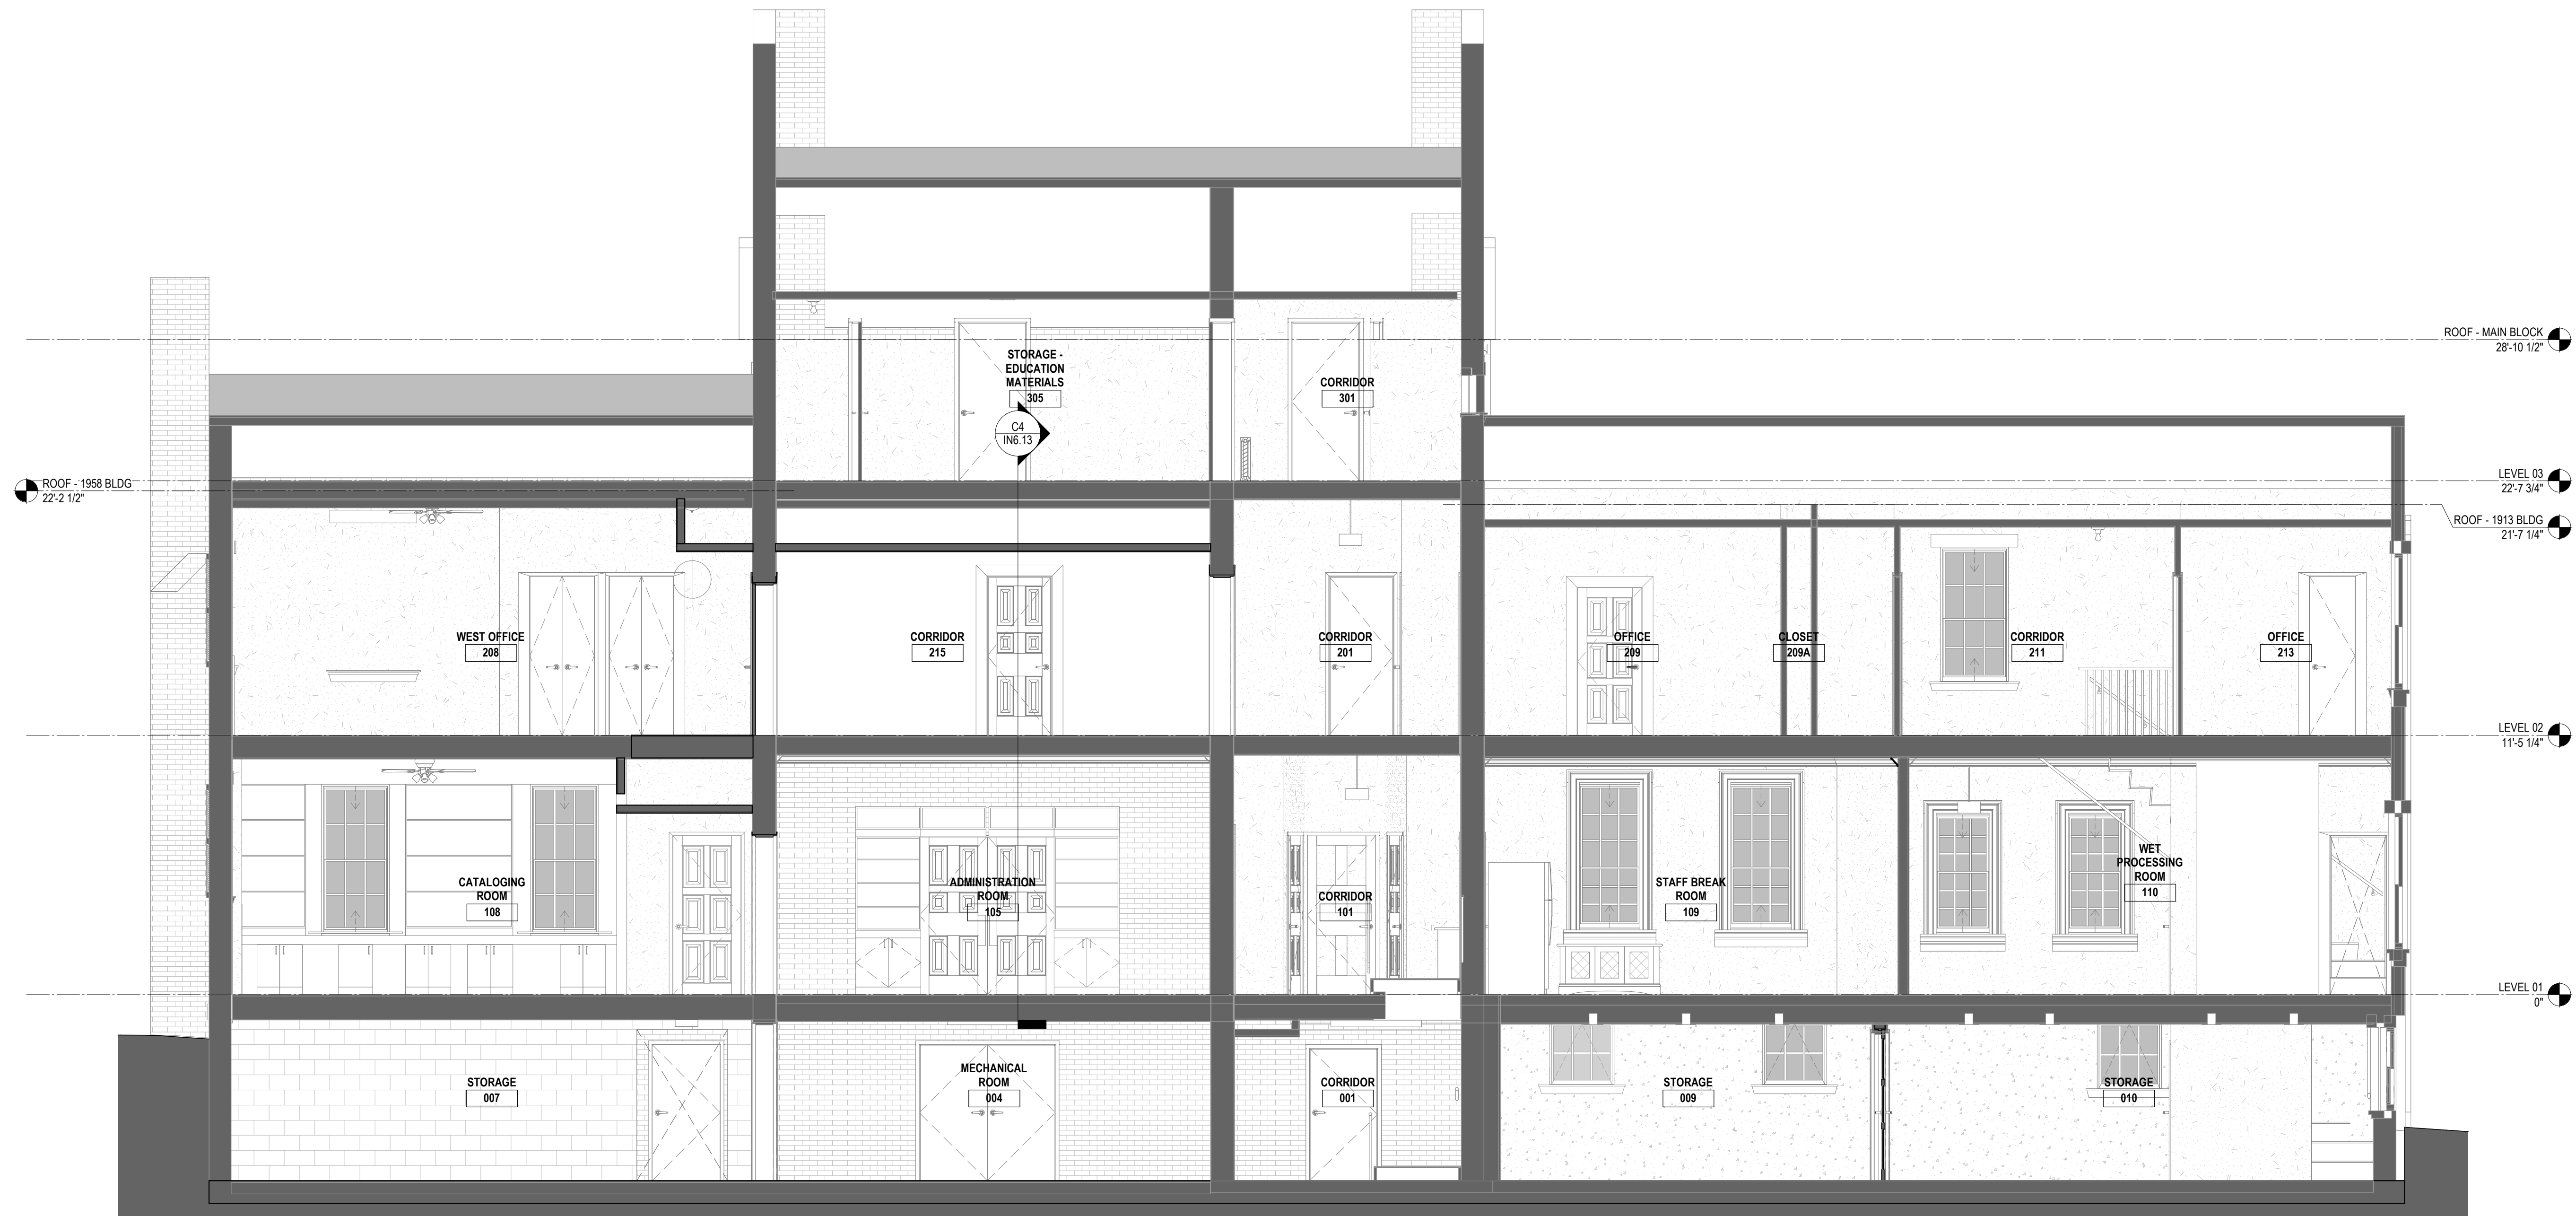 ROOF - MAIN BLOCK
28'-10 1/2"
STORAGE -
EDUCATION
MATERIALS
305
CORRIDOR
301
C4
IN6.13
ROOF - 1958 BLDG
22'-2 1/2"
LEVEL 03
22'-7 3/4"
ROOF - 1913 BLDG
21'-7 1/4"
WEST OFFICE
208
CORRIDOR
215
CORRIDOR
201
OFFICE
209
CLOSET
209A
CORRIDOR
211
OFFICE
213
LEVEL 02
11'-5 1/4"
CATALOGING
ROOM
108
ADMINISTRATION
ROOM
105
CORRIDOR
101
STAFF BREAK
ROOM
109
WET
PROCESSING
ROOM
110
LEVEL 01
0"
STORAGE
007
MECHANICAL
ROOM
004
CORRIDOR
001
STORAGE
009
STORAGE
010